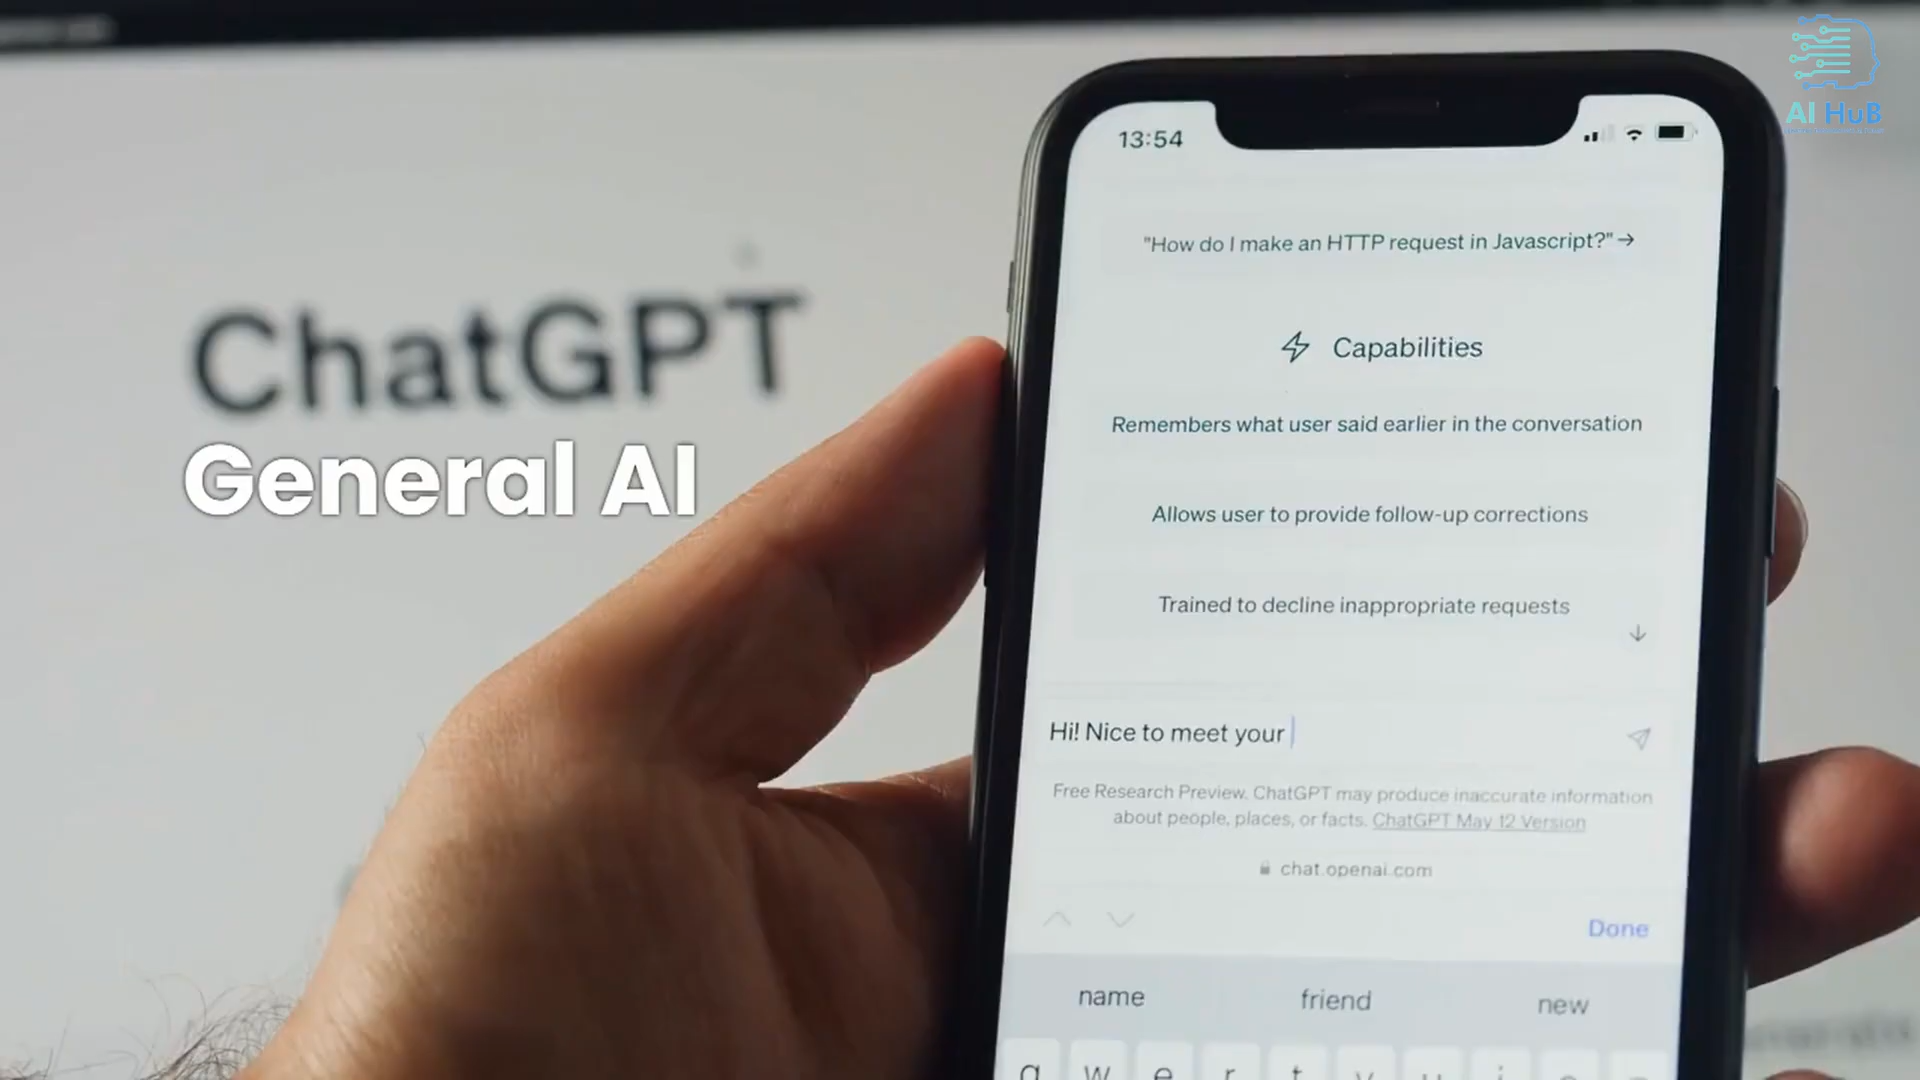 AI HuB
13:54
"How do I make an HTTP request in Javascript?" →
ChatGPT
Capabilities
Remembers what user said earlier in the conversation
General AI
Allows user to provide follow-up corrections
Trained to decline inappropriate requests
Hi! Nice to meet your
Free Research Preview. ChatGPT may produce inaccurate information
about people, places, or facts. ChatGPT May 12 Version
chat.openai.com
Done
name friend new
q w e r t